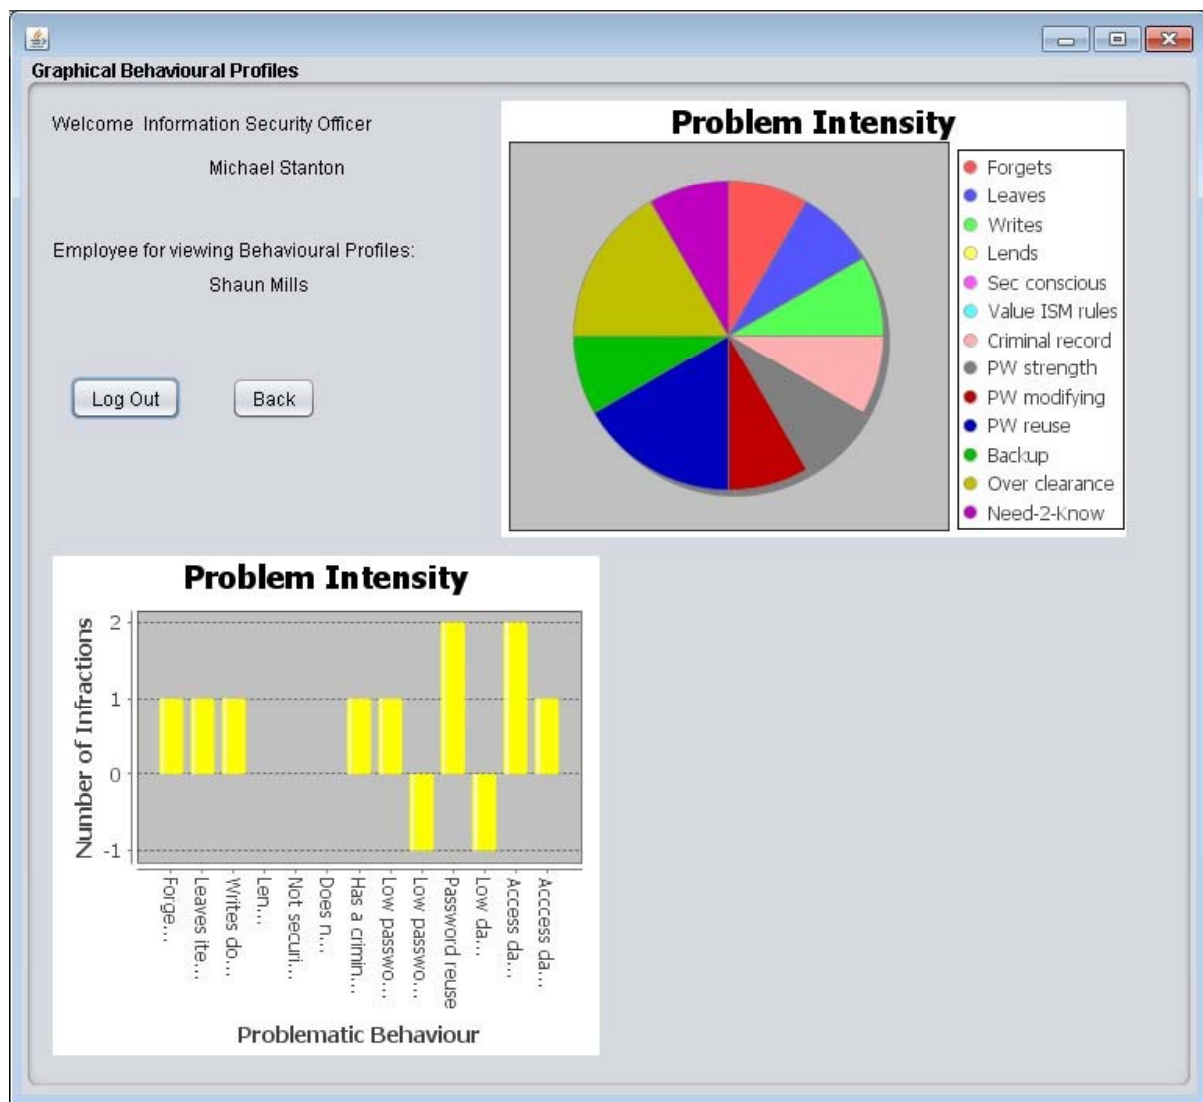 Graphical Behavioural Profiles
Welcome Information Security Officer
Michael Stanton
Employee for viewing Behavioural Profiles:
Shaun Mills
Log Out
Back
Problem Intensity
Forgets
Leaves
Writes
Lends
Sec conscious
Value ISM rules
Criminal record
PW strength
PW modifying
PW reuse
Backup
Over clearance
Need-2-Know
Problem Intensity
Number of Infractions
2
1
0
-1
Forge...
Leaves ite...
Writes do...
Len...
Not securi...
Does n...
Has a crimin...
Low passwo...
Low passwo...
Password reuse
Low da...
Access da...
Acccess da...
Problematic Behaviour